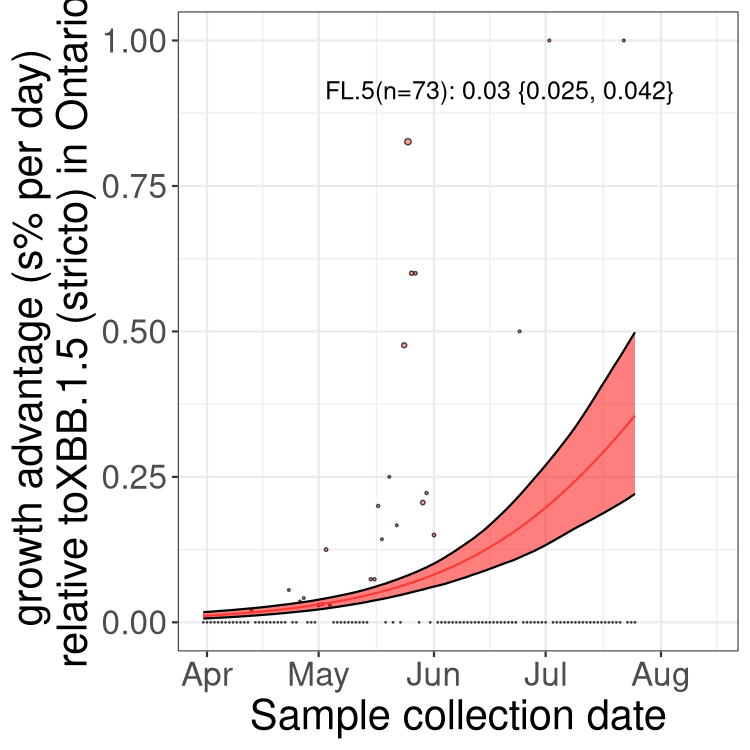 growth advantage (s% per day)
relative toXBB.1.5 (stricto) in Ontario
1.00
0.75
0.50
0.25
0.00
FL.5(n=73): 0.03 {0.025, 0.042}
Apr May Jun Jul Aug
Sample collection date